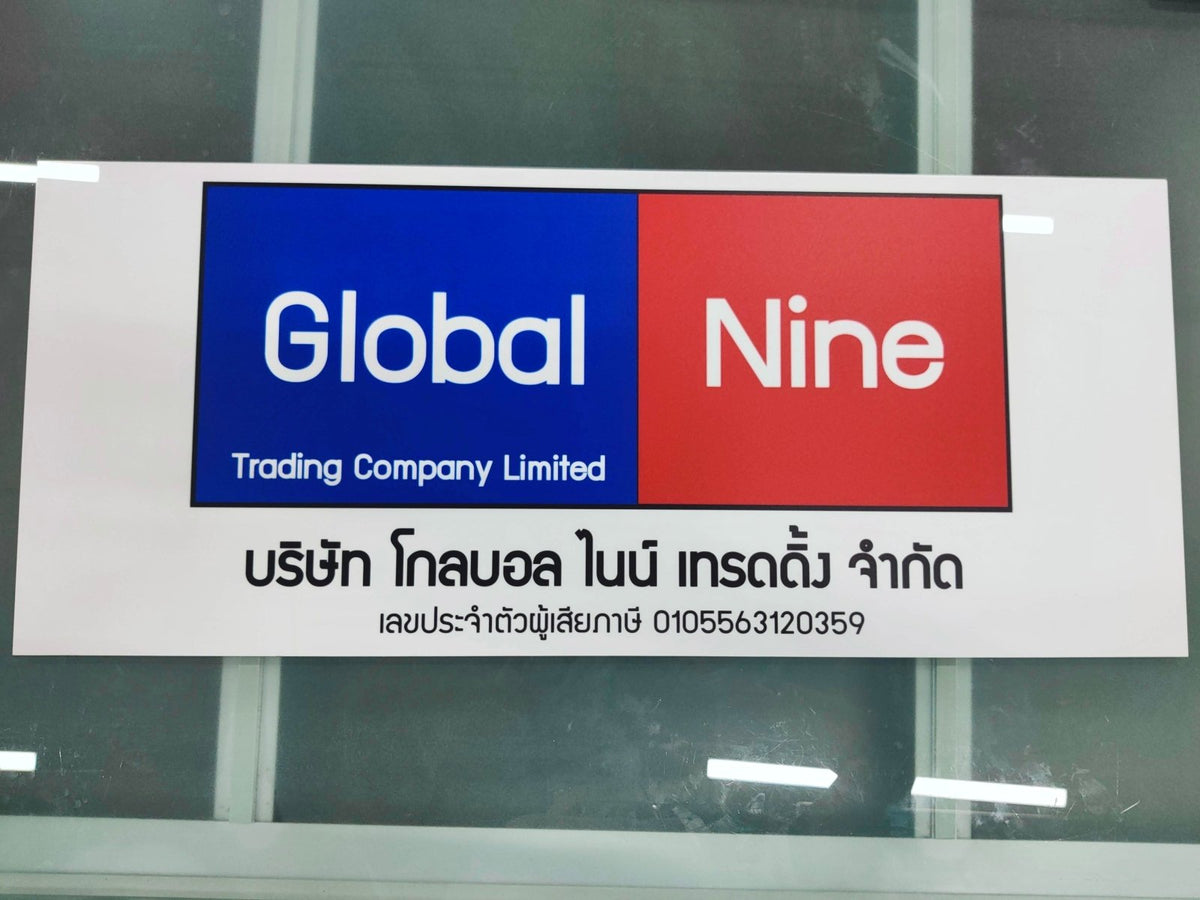 Global Nine
Trading Company Limited
บริษัท โกลบอล ไนน์ เทรดดิ้ง จำกัด
เลขประจำตัวผู้เสียภาษี 0105563120359